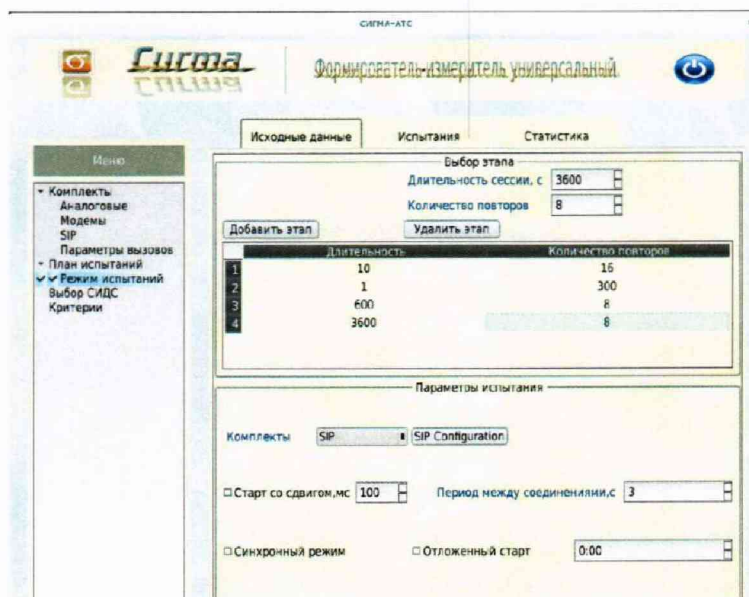 СИГМА-АТС
Сигма
Формирователь-измеритель универсальный
Исходные данные Испытания Статистика
Меню
Комплекты
Аналоговые
Модемы
SIP
Параметры вызовов
План испытаний
Режим испытаний
Выбор СИДС
Критерии
Выбор этапа
Длительность сессии, с 3600
Количество повторов 8
Добавить этап Удалить этап
Длительность Количество повторов
1 10 16
2 1 300
3 600 8
4 3600 8
Параметры испытания
Комплекты SIP SIP Configuration
Старт со сдвигом,мс 100 Период между соединениями,с 3
Синхронный режим Отложенный старт 0:00